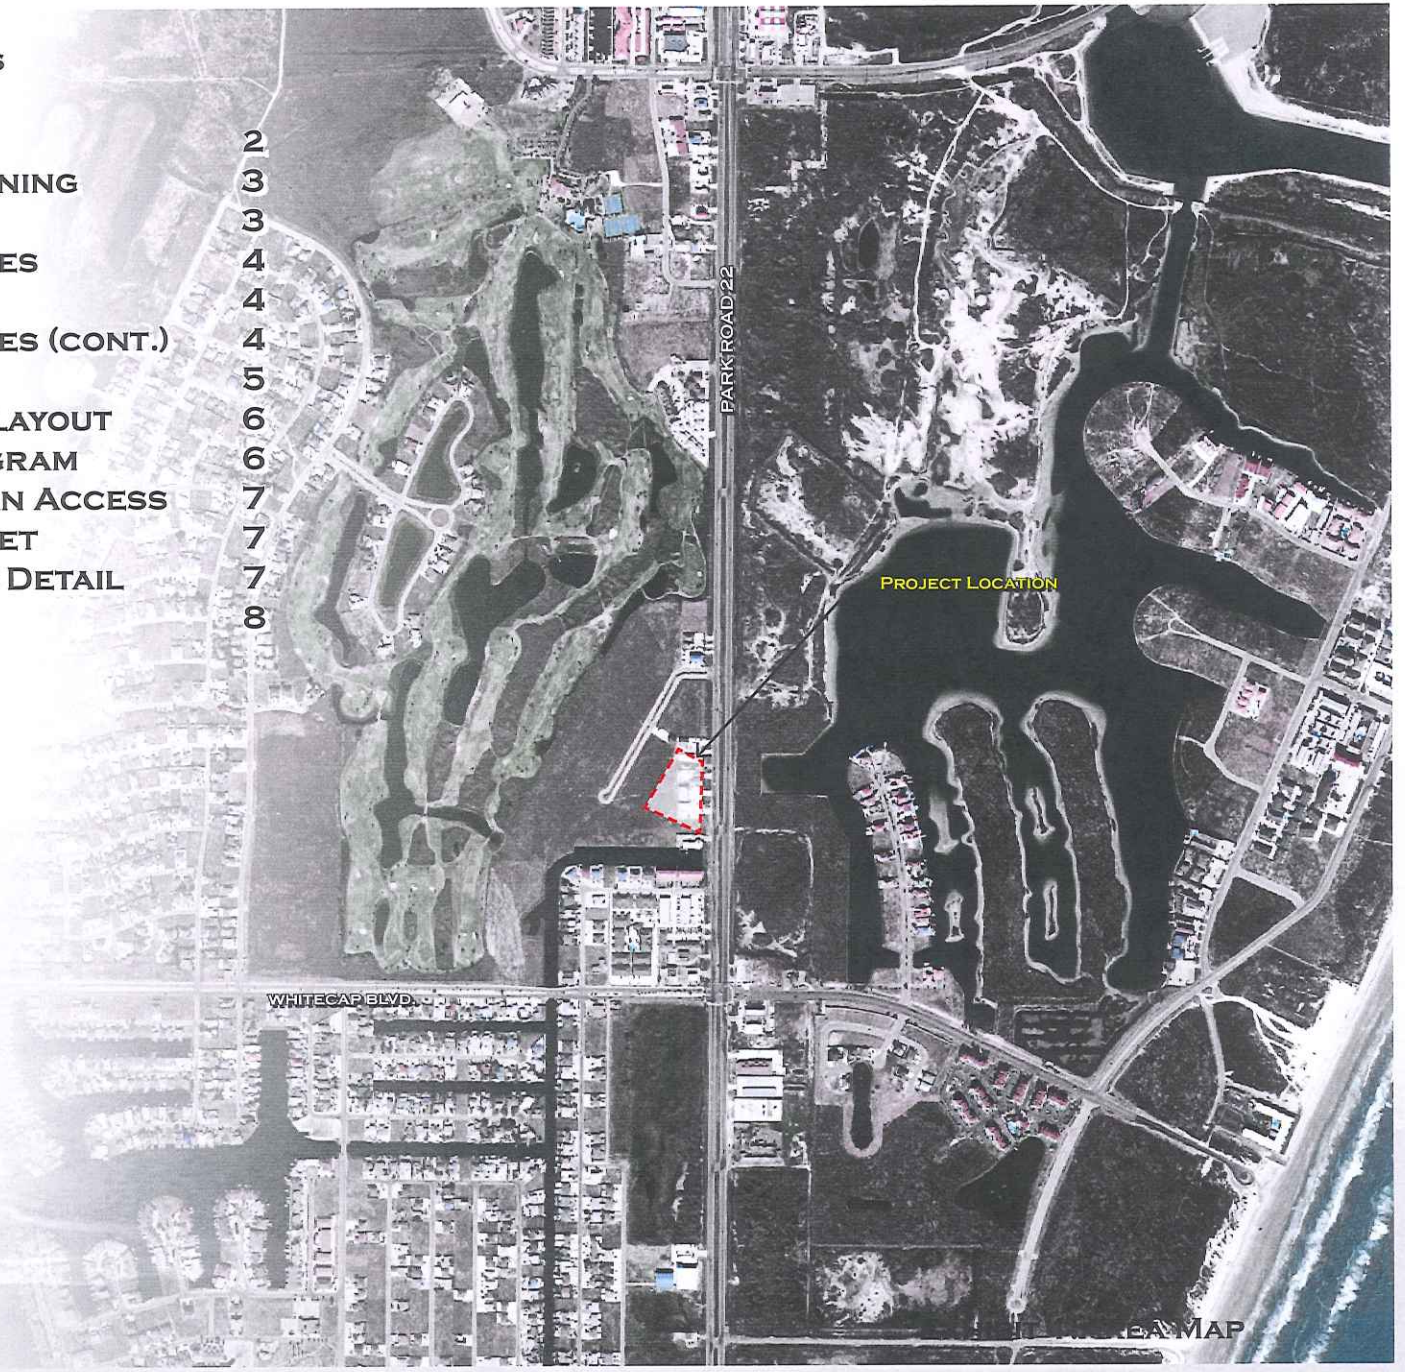 S
2
NING 3
3
ES 4
4
ES (CONT.) 4
5
LAYOUT 6
GRAM 6
N ACCESS 7
ET 7
DETAIL 7
8
PARK ROAD 22
PROJECT LOCATION
WHITECAP BLVD.
MAP